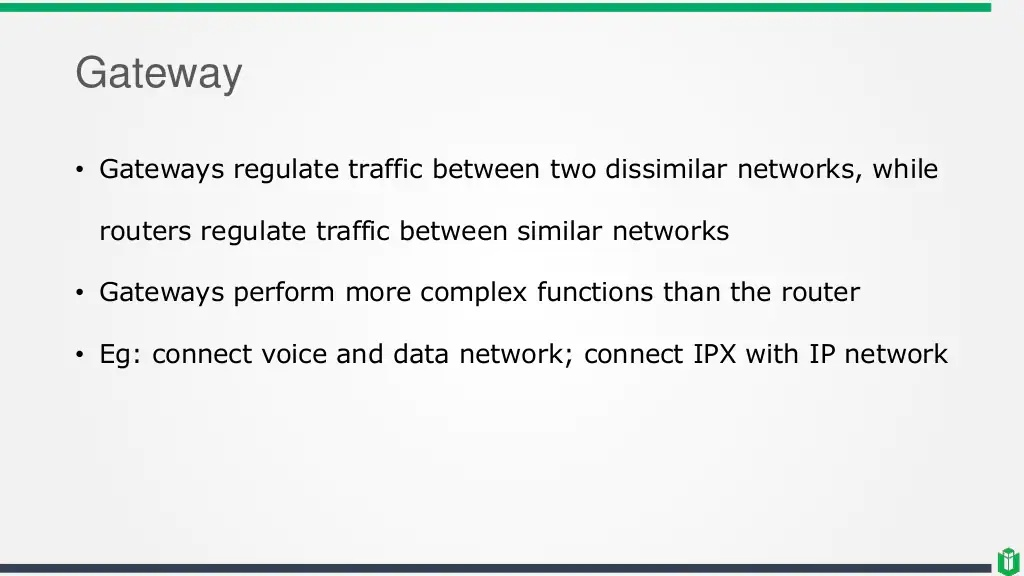 Gateway
• Gateways regulate traffic between two dissimilar networks, while
routers regulate traffic between similar networks
• Gateways perform more complex functions than the router
• Eg: connect voice and data network; connect IPX with IP network